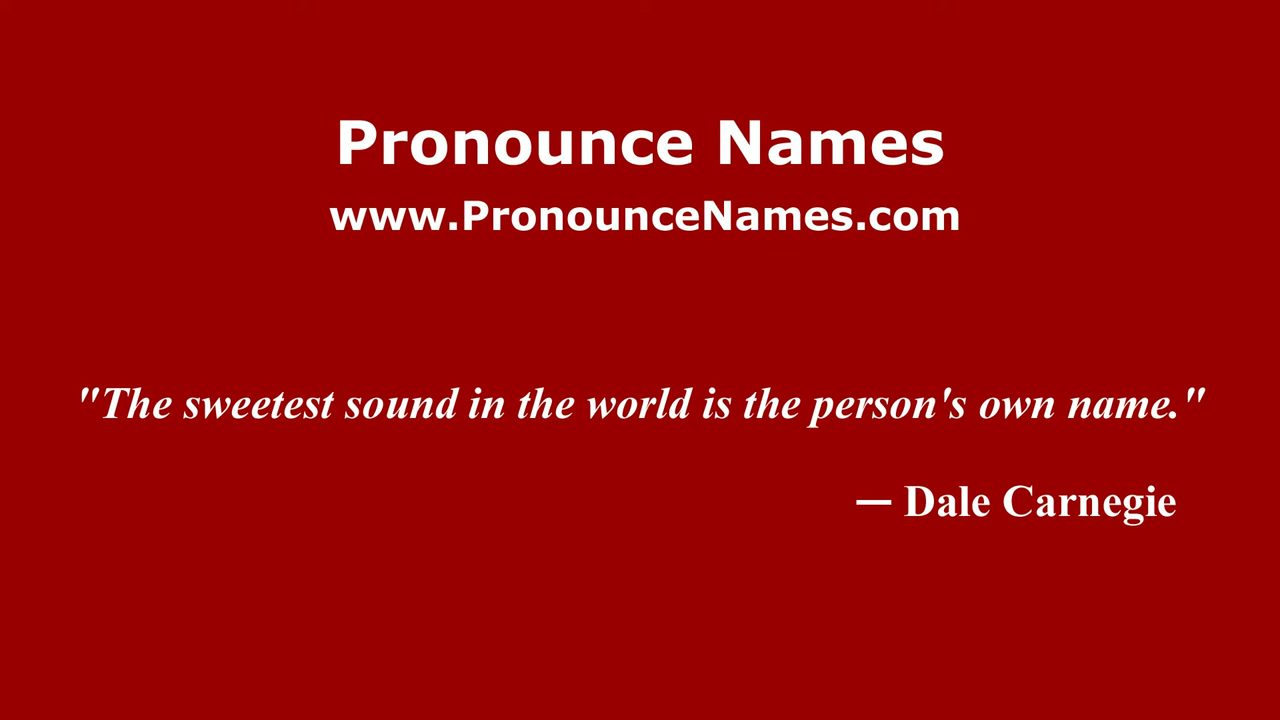 Pronounce Names
www.PronounceNames.com
"The sweetest sound in the world is the person's own name."
— Dale Carnegie